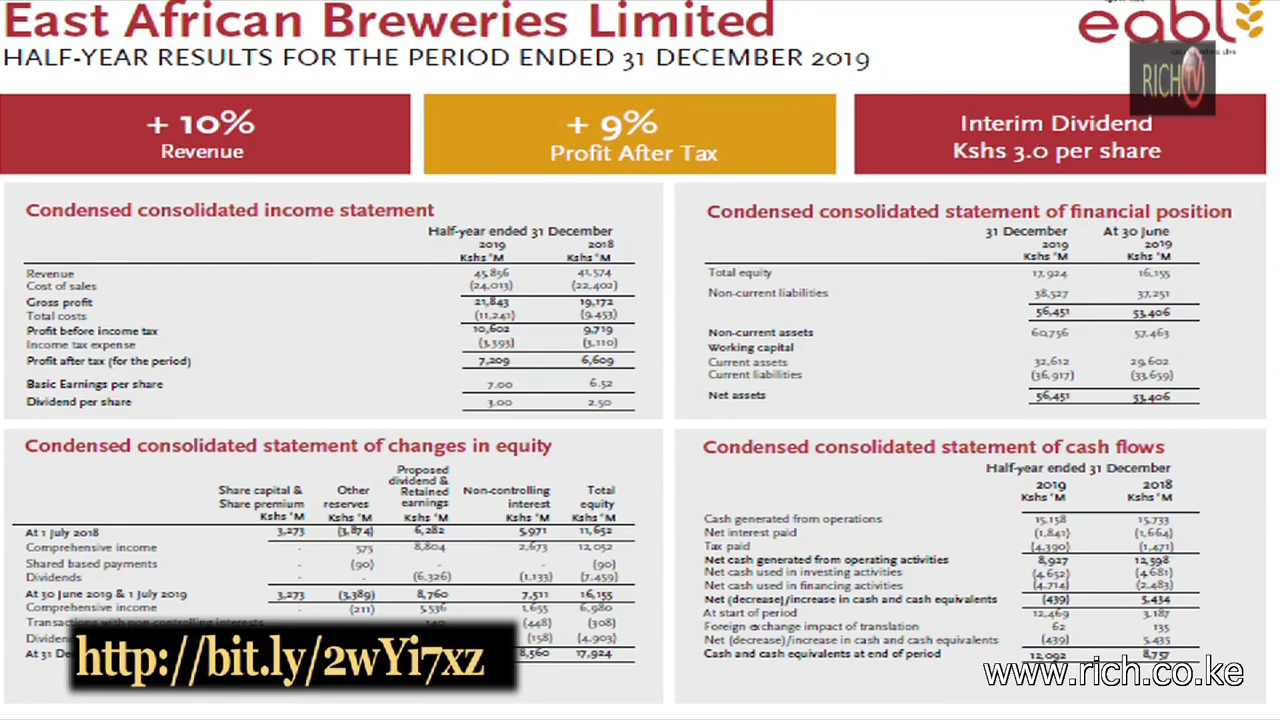 East African Breweries Limited
HALF-YEAR RESULTS FOR THE PERIOD ENDED 31 DECEMBER 2019
eabl
RICH TV
+ 10%
Revenue
+ 9%
Profit After Tax
Interim Dividend
Kshs 3.0 per share
Condensed consolidated income statement
Half-year ended 31 December
2019 2018
Kshs 'M Kshs 'M
Revenue 45,856 41,574
Cost of sales (24,013) (22,402)
Gross profit 21,843 19,172
Total costs (11,241) (9,453)
Profit before income tax 10,602 9,719
Income tax expense (3,393) (3,110)
Profit after tax (for the period) 7,209 6,609
Basic Earnings per share 7.00 6.52
Dividend per share 3.00 2.50
Condensed consolidated statement of financial position
31 December At 30 June
2019 2019
Kshs 'M Kshs 'M
Total equity 17,924 16,155
Non-current liabilities 38,527 37,251
56,451 53,406
Non-current assets 60,756 57,463
Working capital
Current assets 32,612 29,602
Current liabilities (36,917) (33,659)
Net assets 56,451 53,406
Condensed consolidated statement of changes in equity
Proposed
dividend &
Share capital & Other Retained Non-controlling Total
Share premium reserves earnings interest equity
Kshs 'M Kshs 'M Kshs 'M Kshs 'M Kshs 'M
At 1 July 2018 3,273 (3,874) 6,282 5,971 11,652
Comprehensive income - 575 8,804 2,673 12,052
Shared based payments - (90) - - (90)
Dividends - - (6,326) (1,133) (7,459)
At 30 June 2019 & 1 July 2019 3,273 (3,389) 8,760 7,511 16,155
Comprehensive income - (211) 5,536 1,655 6,980
Transactions with non-controlling interests (448) (308)
(158) (4,903)
At 31 8,560 17,924
http://bit.ly/2wYi7xz
Condensed consolidated statement of cash flows
Half-year ended 31 December
2019 2018
Kshs 'M Kshs 'M
Cash generated from operations 15,158 15,733
Net interest paid (1,841) (1,664)
Tax paid (4,390) (1,471)
Net cash generated from operating activities 8,927 12,598
Net cash used in investing activities (4,652) (4,681)
Net cash used in financing activities (4,714) (2,483)
Net (decrease)/increase in cash and cash equivalents (439) 5,434
At start of period 12,469 3,187
Foreign exchange impact of translation 62 135
Net (decrease)/increase in cash and cash equivalents (439) 5,435
Cash and cash equivalents at end of period 12,092 8,757
www.rich.co.ke